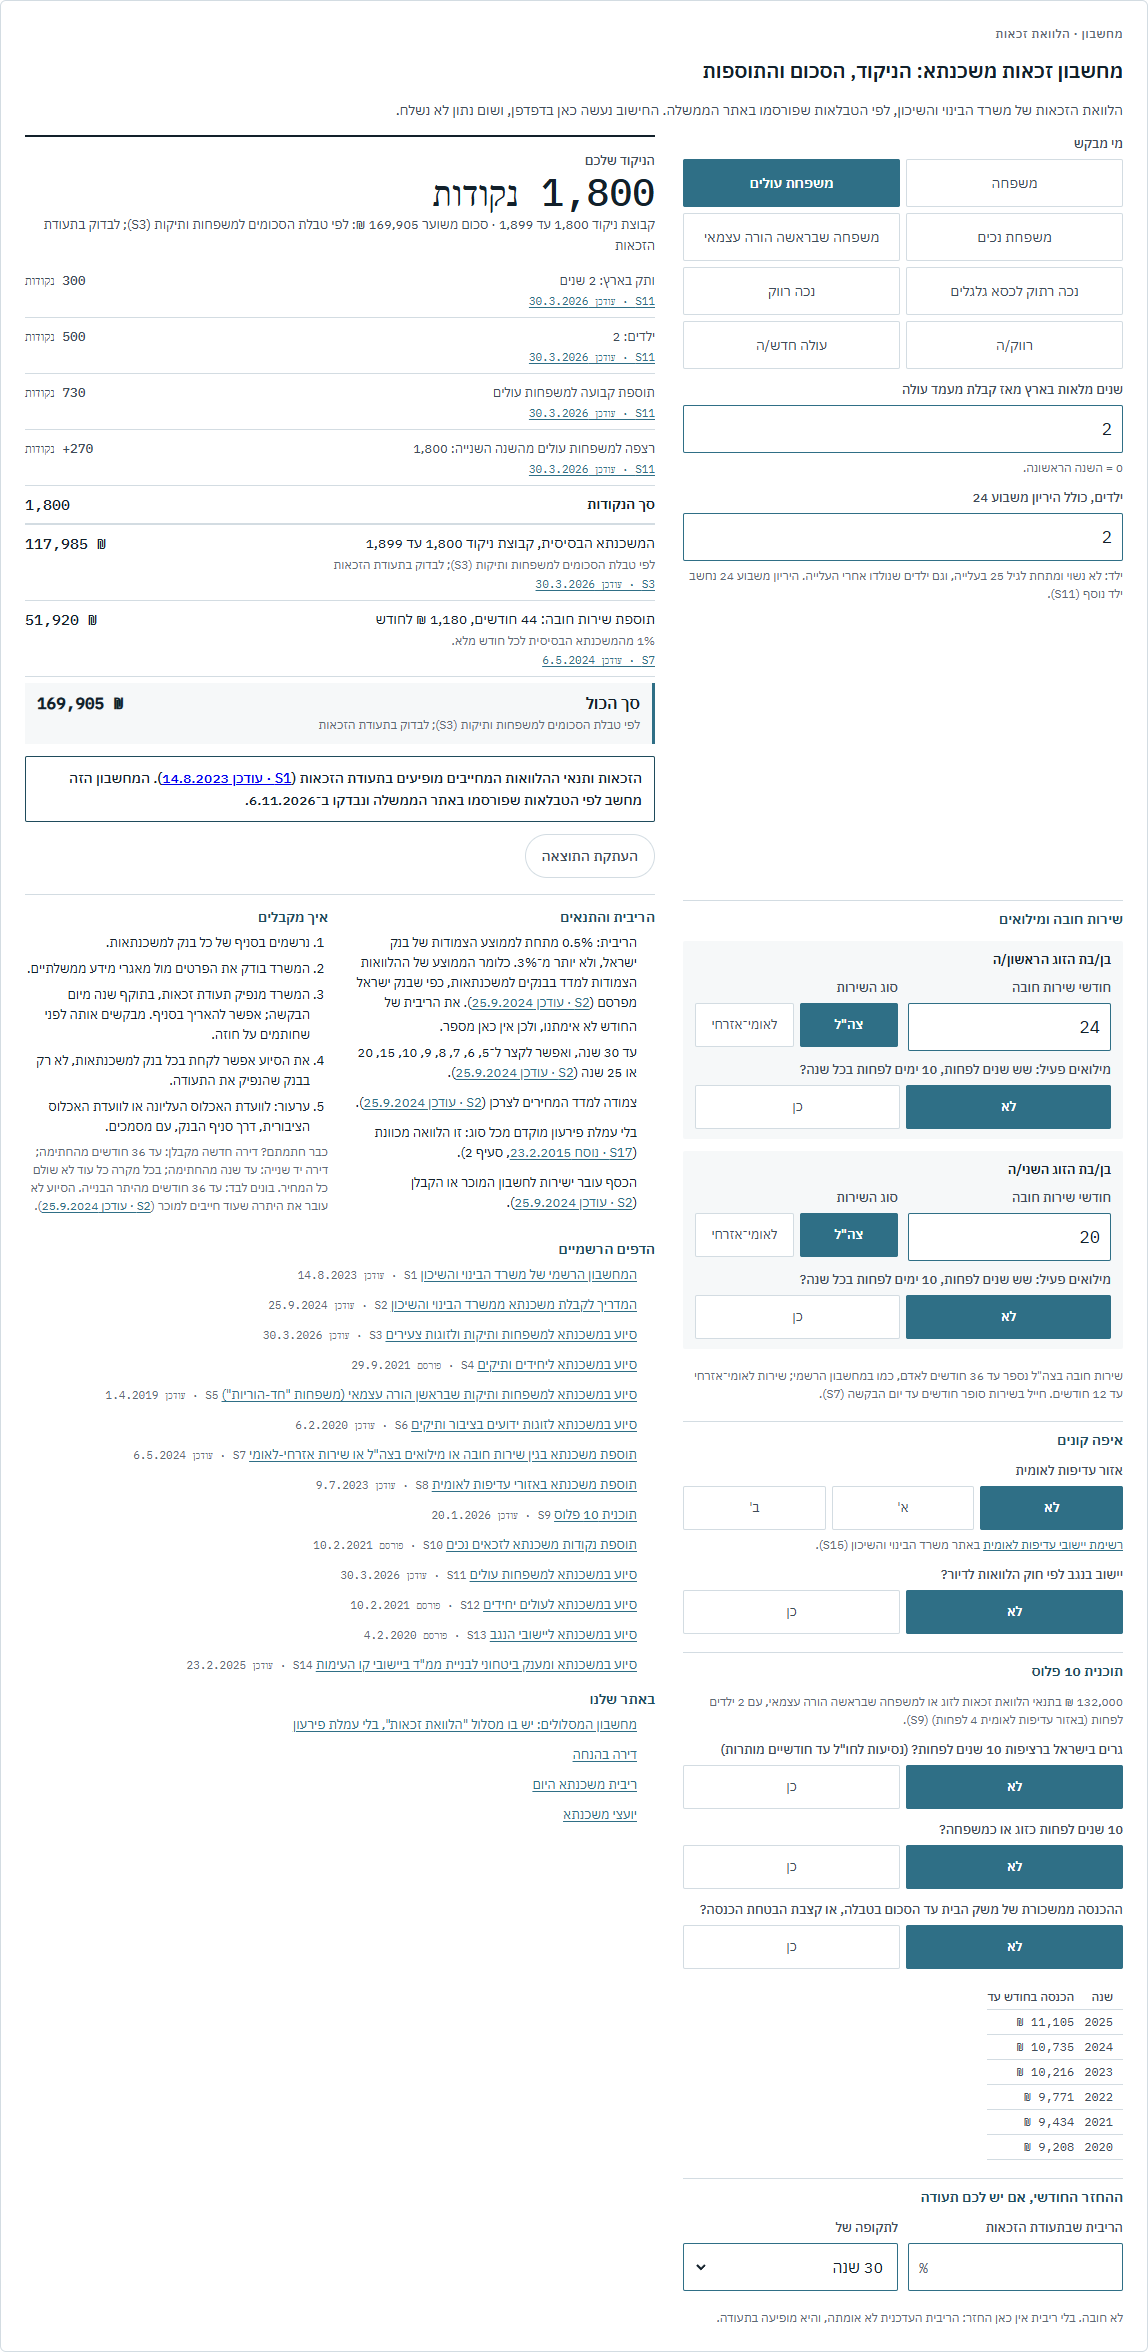 מחשבון · הלוואת זכאות
מחשבון זכאות משכנתא: הניקוד, הסכום והתוספות
הלוואת הזכאות של משרד הבינוי והשיכון, לפי הטבלאות שפורסמו באתר הממשלה. החישוב נעשה כאן בדפדפן, ושום נתון לא נשלח.
מי מבקש
משפחה
משפחת עולים
משפחת נכים
משפחה שבראשה הורה עצמאי
נכה רתוק לכסא גלגלים
נכה רווק
רווק/ה
עולה חדש/ה
שנים מלאות בארץ מאז קבלת מעמד עולה
2
0 = השנה הראשונה.
ילדים, כולל היריון משבוע 24
2
ילד: לא נשוי ומתחת לגיל 25 בעלייה, וגם ילדים שנולדו אחרי העלייה. היריון משבוע 24 נחשב
ילד נוסף (S11).
הניקוד שלכם
1,800 נקודות
קבוצת ניקוד 1,800 עד 1,899 · סכום משוער 169,905 ₪: לפי טבלת הסכומים למשפחות ותיקות (S3); לבדוק בתעודת
הזכאות
ותק בארץ: 2 שנים
300 נקודות
S11 · עודכן 30.3.2026
ילדים: 2
500 נקודות
S11 · עודכן 30.3.2026
תוספת קבועה למשפחות עולים
730 נקודות
S11 · עודכן 30.3.2026
רצפה למשפחות עולים מהשנה השנייה: 1,800
+270 נקודות
S11 · עודכן 30.3.2026
סך הנקודות
1,800
המשכנתא הבסיסית, קבוצת ניקוד 1,800 עד 1,899
117,985 ₪
לפי טבלת הסכומים למשפחות ותיקות (S3); לבדוק בתעודת הזכאות
S3 · עודכן 30.3.2026
תוספת שירות חובה: 44 חודשים, 1,180 ₪ לחודש
51,920 ₪
1% מהמשכנתא הבסיסית לכל חודש מלא.
S7 · עודכן 6.5.2024
סך הכול
169,905 ₪
לפי טבלת הסכומים למשפחות ותיקות (S3); לבדוק בתעודת הזכאות
הזכאות ותנאי ההלוואות המחייבים מופיעים בתעודת הזכאות (S1 · עודכן 14.8.2023). המחשבון הזה
מחשב לפי הטבלאות שפורסמו באתר הממשלה ונבדקו ב־6.11.2026.
העתקת התוצאה
שירות חובה ומילואים
בן/בת הזוג הראשון/ה
חודשי שירות חובה
סוג השירות
24
צה"ל
לאומי־אזרחי
מילואים פעיל: שש שנים לפחות, 10 ימים לפחות בכל שנה?
לא
כן
בן/בת הזוג השני/ה
חודשי שירות חובה
סוג השירות
20
צה"ל
לאומי־אזרחי
מילואים פעיל: שש שנים לפחות, 10 ימים לפחות בכל שנה?
לא
כן
שירות חובה בצה"ל נספר עד 36 חודשים לאדם, כמו במחשבון הרשמי; שירות לאומי־אזרחי
עד 12 חודשים. חייל בשירות סופר חודשים עד יום הבקשה (S7).
איפה קונים
אזור עדיפות לאומית
לא
א'
ב'
רשימת יישובי עדיפות לאומית באתר משרד הבינוי והשיכון (S15).
יישוב בנגב לפי חוק הלוואות לדיור?
לא
כן
תוכנית 10 פלוס
132,000 ₪ בתנאי הלוואת זכאות לזוג או למשפחה שבראשה הורה עצמאי, עם 2 ילדים
לפחות (באזור עדיפות לאומית 4 לפחות) (S9).
גרים בישראל ברציפות 10 שנים לפחות? (נסיעות לחו"ל עד חודשיים מותרות)
לא
כן
10 שנים לפחות כזוג או כמשפחה?
לא
כן
ההכנסה ממשכורת של משק הבית עד הסכום בטבלה, או קצבת הבטחת הכנסה?
לא
כן
שנה הכנסה בחודש עד
2025 11,105 ₪
2024 10,735 ₪
2023 10,216 ₪
2022 9,771 ₪
2021 9,434 ₪
2020 9,208 ₪
ההחזר החודשי, אם יש לכם תעודה
הריבית שבתעודת הזכאות
לתקופה של
%
30 שנה
לא חובה. בלי ריבית אין כאן החזר: הריבית העדכנית לא אומתה, והיא מופיעה בתעודה.
הריבית והתנאים
הריבית: 0.5% מתחת לממוצע הצמודות של בנק
ישראל, ולא יותר מ־3%. כלומר הממוצע של ההלוואות
הצמודות למדד בבנקים למשכנתאות, כפי שבנק ישראל
מפרסם (S2 · עודכן 25.9.2024). את הריבית של
החודש לא אימתנו, ולכן אין כאן מספר.
עד 30 שנה, ואפשר לקצר ל־5, 6, 7, 8, 9, 10, 15, 20
או 25 שנה (S2 · עודכן 25.9.2024).
צמודה למדד המחירים לצרכן (S2 · עודכן 25.9.2024).
בלי עמלת פירעון מוקדם מכל סוג: זו הלוואה מכוונת
(S17 · נוסח 23.2.2015, סעיף 2).
הכסף עובר ישירות לחשבון המוכר או הקבלן
(S2 · עודכן 25.9.2024).
איך מקבלים
1. נרשמים בסניף של כל בנק למשכנתאות.
2. המשרד בודק את הפרטים מול מאגרי מידע ממשלתיים.
3. המשרד מנפיק תעודת זכאות, בתוקף שנה מיום
הבקשה; אפשר להאריך בסניף. מבקשים אותה לפני
שחותמים על חוזה.
4. את הסיוע אפשר לקחת בכל בנק למשכנתאות, לא רק
בבנק שהנפיק את התעודה.
5. ערעור: לוועדת האכלוס העליונה או לוועדת האכלוס
הציבורית, דרך סניף הבנק, עם מסמכים.
כבר חתמתם? דירה חדשה מקבלן: עד 36 חודשים מהחתימה;
דירה יד שנייה: עד שנה מהחתימה; בכל מקרה כל עוד לא שולם
כל המחיר. בונים לבד: עד 36 חודשים מהיתר הבנייה. הסיוע לא
עובר את היתרה שעוד חייבים למוכר (S2 · עודכן 25.9.2024).
הדפים הרשמיים
המחשבון הרשמי של משרד הבינוי והשיכון S1 · עודכן 14.8.2023
המדריך לקבלת משכנתא ממשרד הבינוי והשיכון S2 · עודכן 25.9.2024
סיוע במשכנתא למשפחות ותיקות ולזוגות צעירים S3 · עודכן 30.3.2026
סיוע במשכנתא ליחידים ותיקים S4 · פורסם 29.9.2021
סיוע במשכנתא למשפחות ותיקות שבראשן הורה עצמאי (משפחות "חד-הוריות") S5 · עודכן 1.4.2019
סיוע במשכנתא לזוגות ידועים בציבור ותיקים S6 · עודכן 6.2.2020
תוספת משכנתא בגין שירות חובה או מילואים בצה"ל או שירות אזרחי-לאומי S7 · עודכן 6.5.2024
תוספת משכנתא באזורי עדיפות לאומית S8 · עודכן 9.7.2023
תוכנית 10 פלוס S9 · עודכן 20.1.2026
תוספת נקודות משכנתא לזכאים נכים S10 · פורסם 10.2.2021
סיוע במשכנתא למשפחות עולים S11 · עודכן 30.3.2026
סיוע במשכנתא לעולים יחידים S12 · פורסם 10.2.2021
סיוע במשכנתא ליישובי הנגב S13 · פורסם 4.2.2020
סיוע במשכנתא ומענק ביטחוני לבניית ממ"ד ביישובי קו העימות S14 · עודכן 23.2.2025
באתר שלנו
מחשבון המסלולים: יש בו מסלול "הלוואת זכאות", בלי עמלת פירעון
דירה בהנחה
ריבית משכנתא היום
יועצי משכנתא